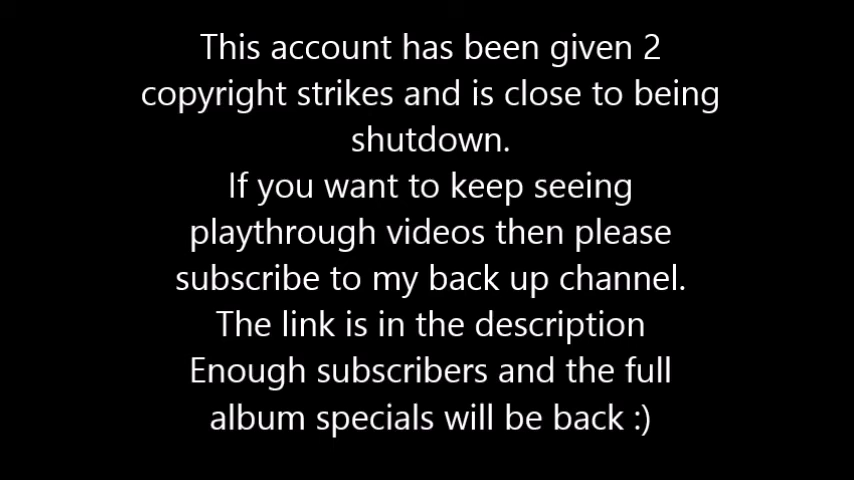 This account has been given 2
copyright strikes and is close to being
shutdown.
If you want to keep seeing
playthrough videos then please
subscribe to my back up channel.
The link is in the description
Enough subscribers and the full
album specials will be back :)